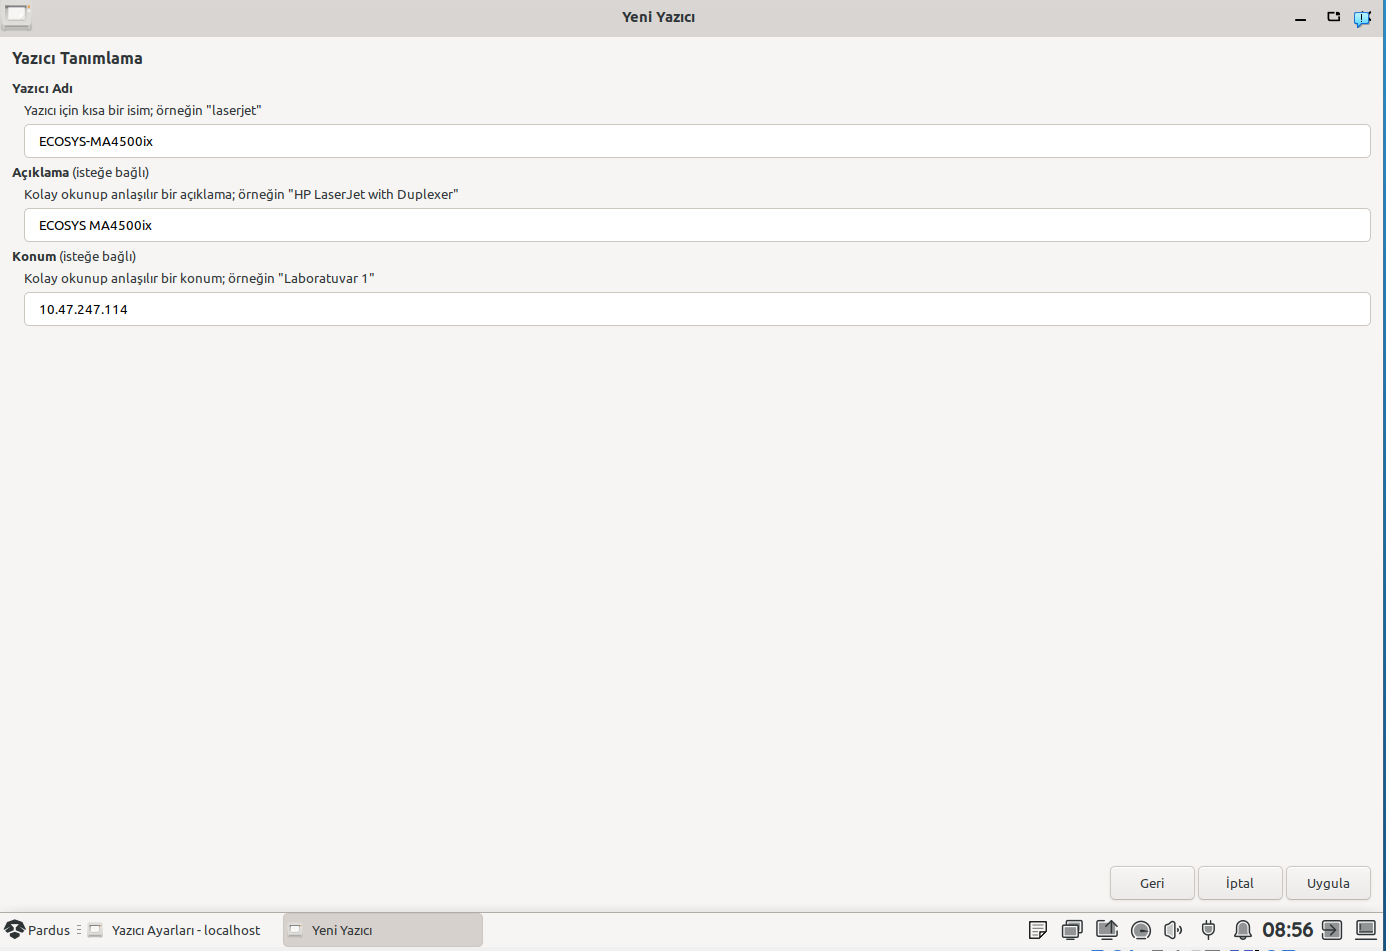 Yeni Yazıcı
Yazıcı Tanımlama
Yazıcı Adı
Yazıcı için kısa bir isim; örneğin "laserjet"
ECOSYS-MA4500ix
Açıklama (isteğe bağlı)
Kolay okunup anlaşılır bir açıklama; örneğin "HP LaserJet with Duplexer"
ECOSYS MA4500ix
Konum (isteğe bağlı)
Kolay okunup anlaşılır bir konum; örneğin "Laboratuvar 1"
10.47.247.114
Geri İptal Uygula
Pardus Yazıcı Ayarları - localhost Yeni Yazıcı 08:56